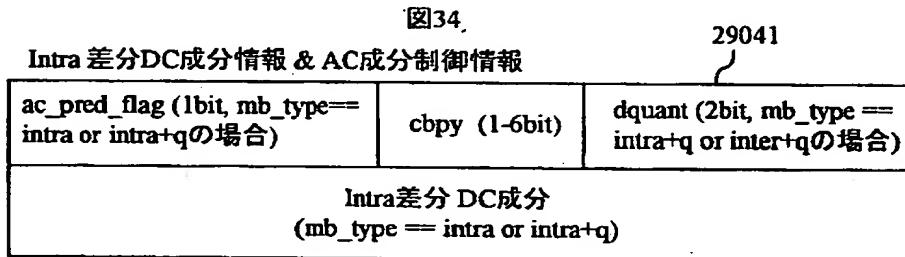 図34
29041
Intra 差分DC成分情報 & AC成分制御情報
ac_pred_flag (1bit, mb_type==
intra or intra+qの場合)
cbpy (1-6bit)
dquant (2bit, mb_type ==
intra+q or inter+qの場合)
Intra差分 DC成分
(mb_type == intra or intra+q)